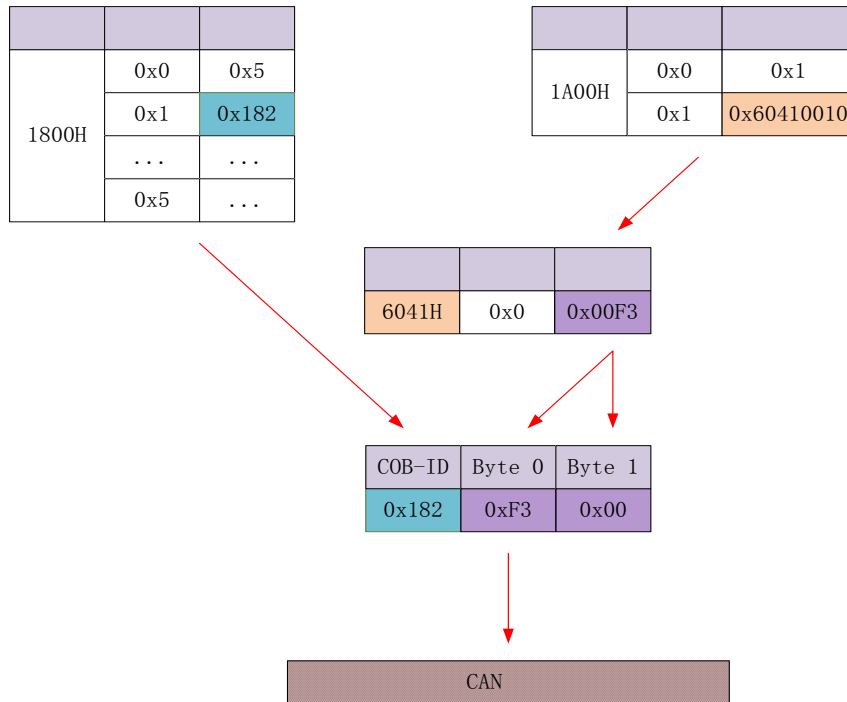 0x0 0x5
0x1 0x182
1800H
... ...
0x5 ...
0x0 0x1
1A00H
0x1 0x60410010
6041H 0x0 0x00F3
COB-ID Byte 0 Byte 1
0x182 0xF3 0x00
CAN